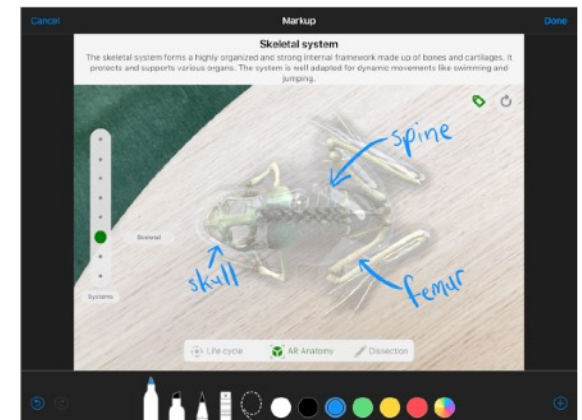 Cancel
Markup
Done
Skeletal system
The skeletal system forms a highly organized and strong internal framework made up of bones and cartilages. It
protects and supports various organs. The system is well adapted for dynamic movements like swimming and
jumping.
spine
Skeletal
skull
femur
Systems
Life cycle
AR Anatomy
Dissection